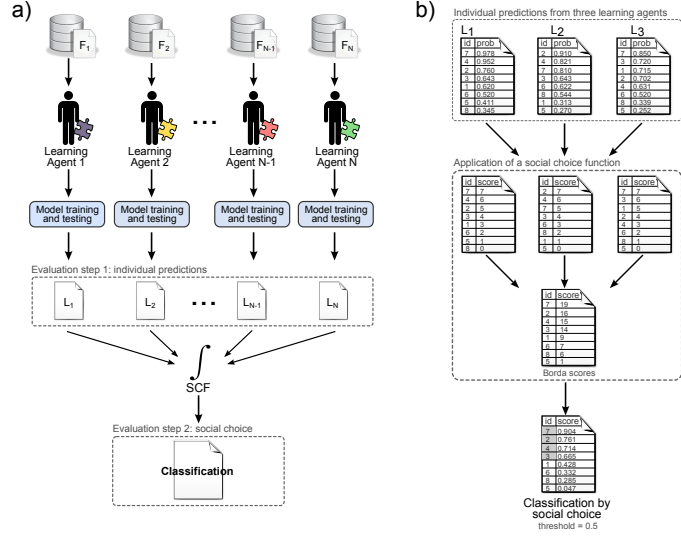 a)
F1
F2
FN-1
FN
...
Learning
Agent 1
Learning
Agent 2
Learning
Agent N-1
Learning
Agent N
Model training
and testing
Model training
and testing
Model training
and testing
Model training
and testing
Evaluation step 1: individual predictions
L1
L2
...
LN-1
LN
∫
SCF
Evaluation step 2: social choice
Classification
b)
Individual predictions from three learning agents
L1
id prob
7 0.978
4 0.952
2 0.760
3 0.643
1 0.620
6 0.520
5 0.411
8 0.345
L2
id prob
2 0.910
4 0.821
7 0.810
3 0.643
6 0.622
8 0.544
1 0.313
5 0.270
L3
id prob
7 0.850
3 0.720
1 0.715
2 0.702
4 0.631
6 0.520
8 0.339
5 0.252
Application of a social choice function
id score
7 7
4 6
2 5
3 4
1 3
6 2
5 1
8 0
id score
2 7
4 6
7 5
3 4
6 3
8 2
1 1
5 0
id score
7 7
3 6
1 5
2 4
4 3
6 2
8 1
5 0
id score
7 19
2 16
4 15
3 14
1 9
6 7
8 6
5 1
Borda scores
id score
7 0.904
2 0.761
4 0.714
3 0.665
1 0.428
6 0.332
8 0.285
5 0.047
Classification by
social choice
threshold = 0.5